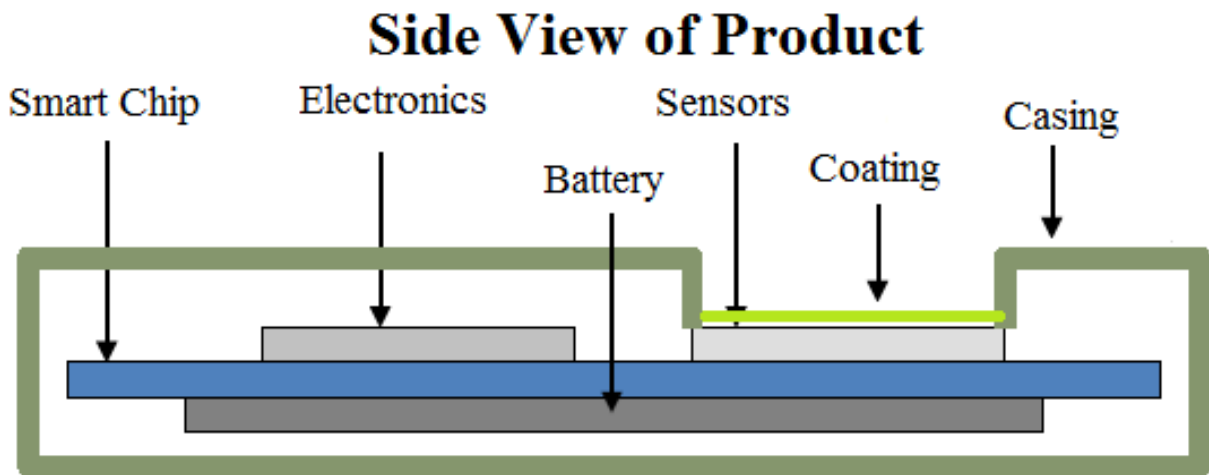 Side View of Product
Smart Chip
Electronics
Sensors
Casing
Battery
Coating